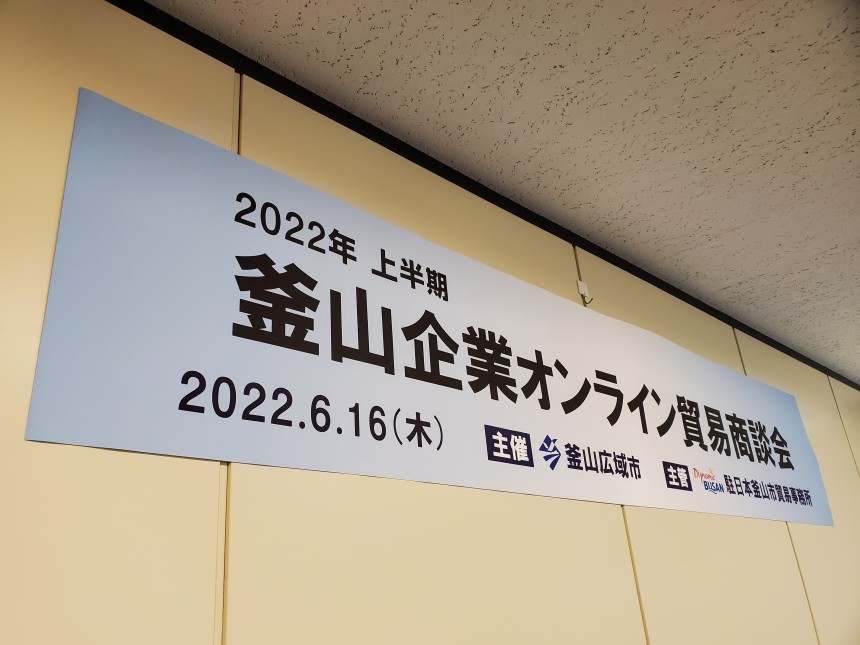 2022年 上半期
釜山企業オンライン貿易商談会
2022.6.16(木) 主催 釜山広域市 主管 Dynamic BUSAN 駐日本釜山市貿易事務所